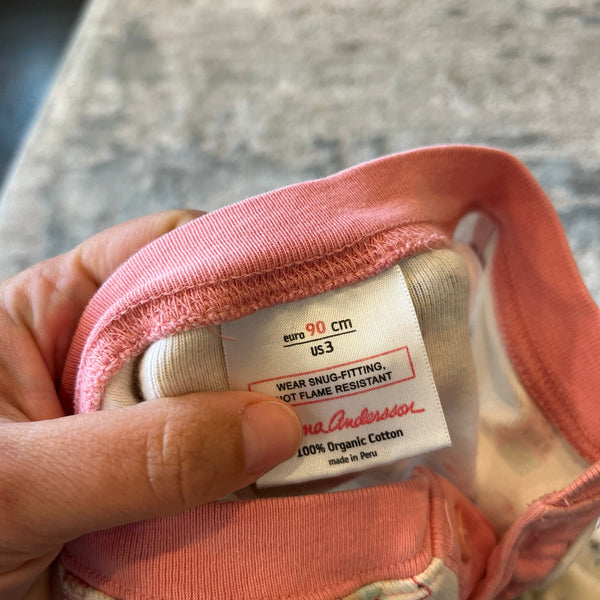 euro 90 cm
US 3
WEAR SNUG-FITTING,
NOT FLAME RESISTANT
Andersson
100% Organic Cotton
made in Peru